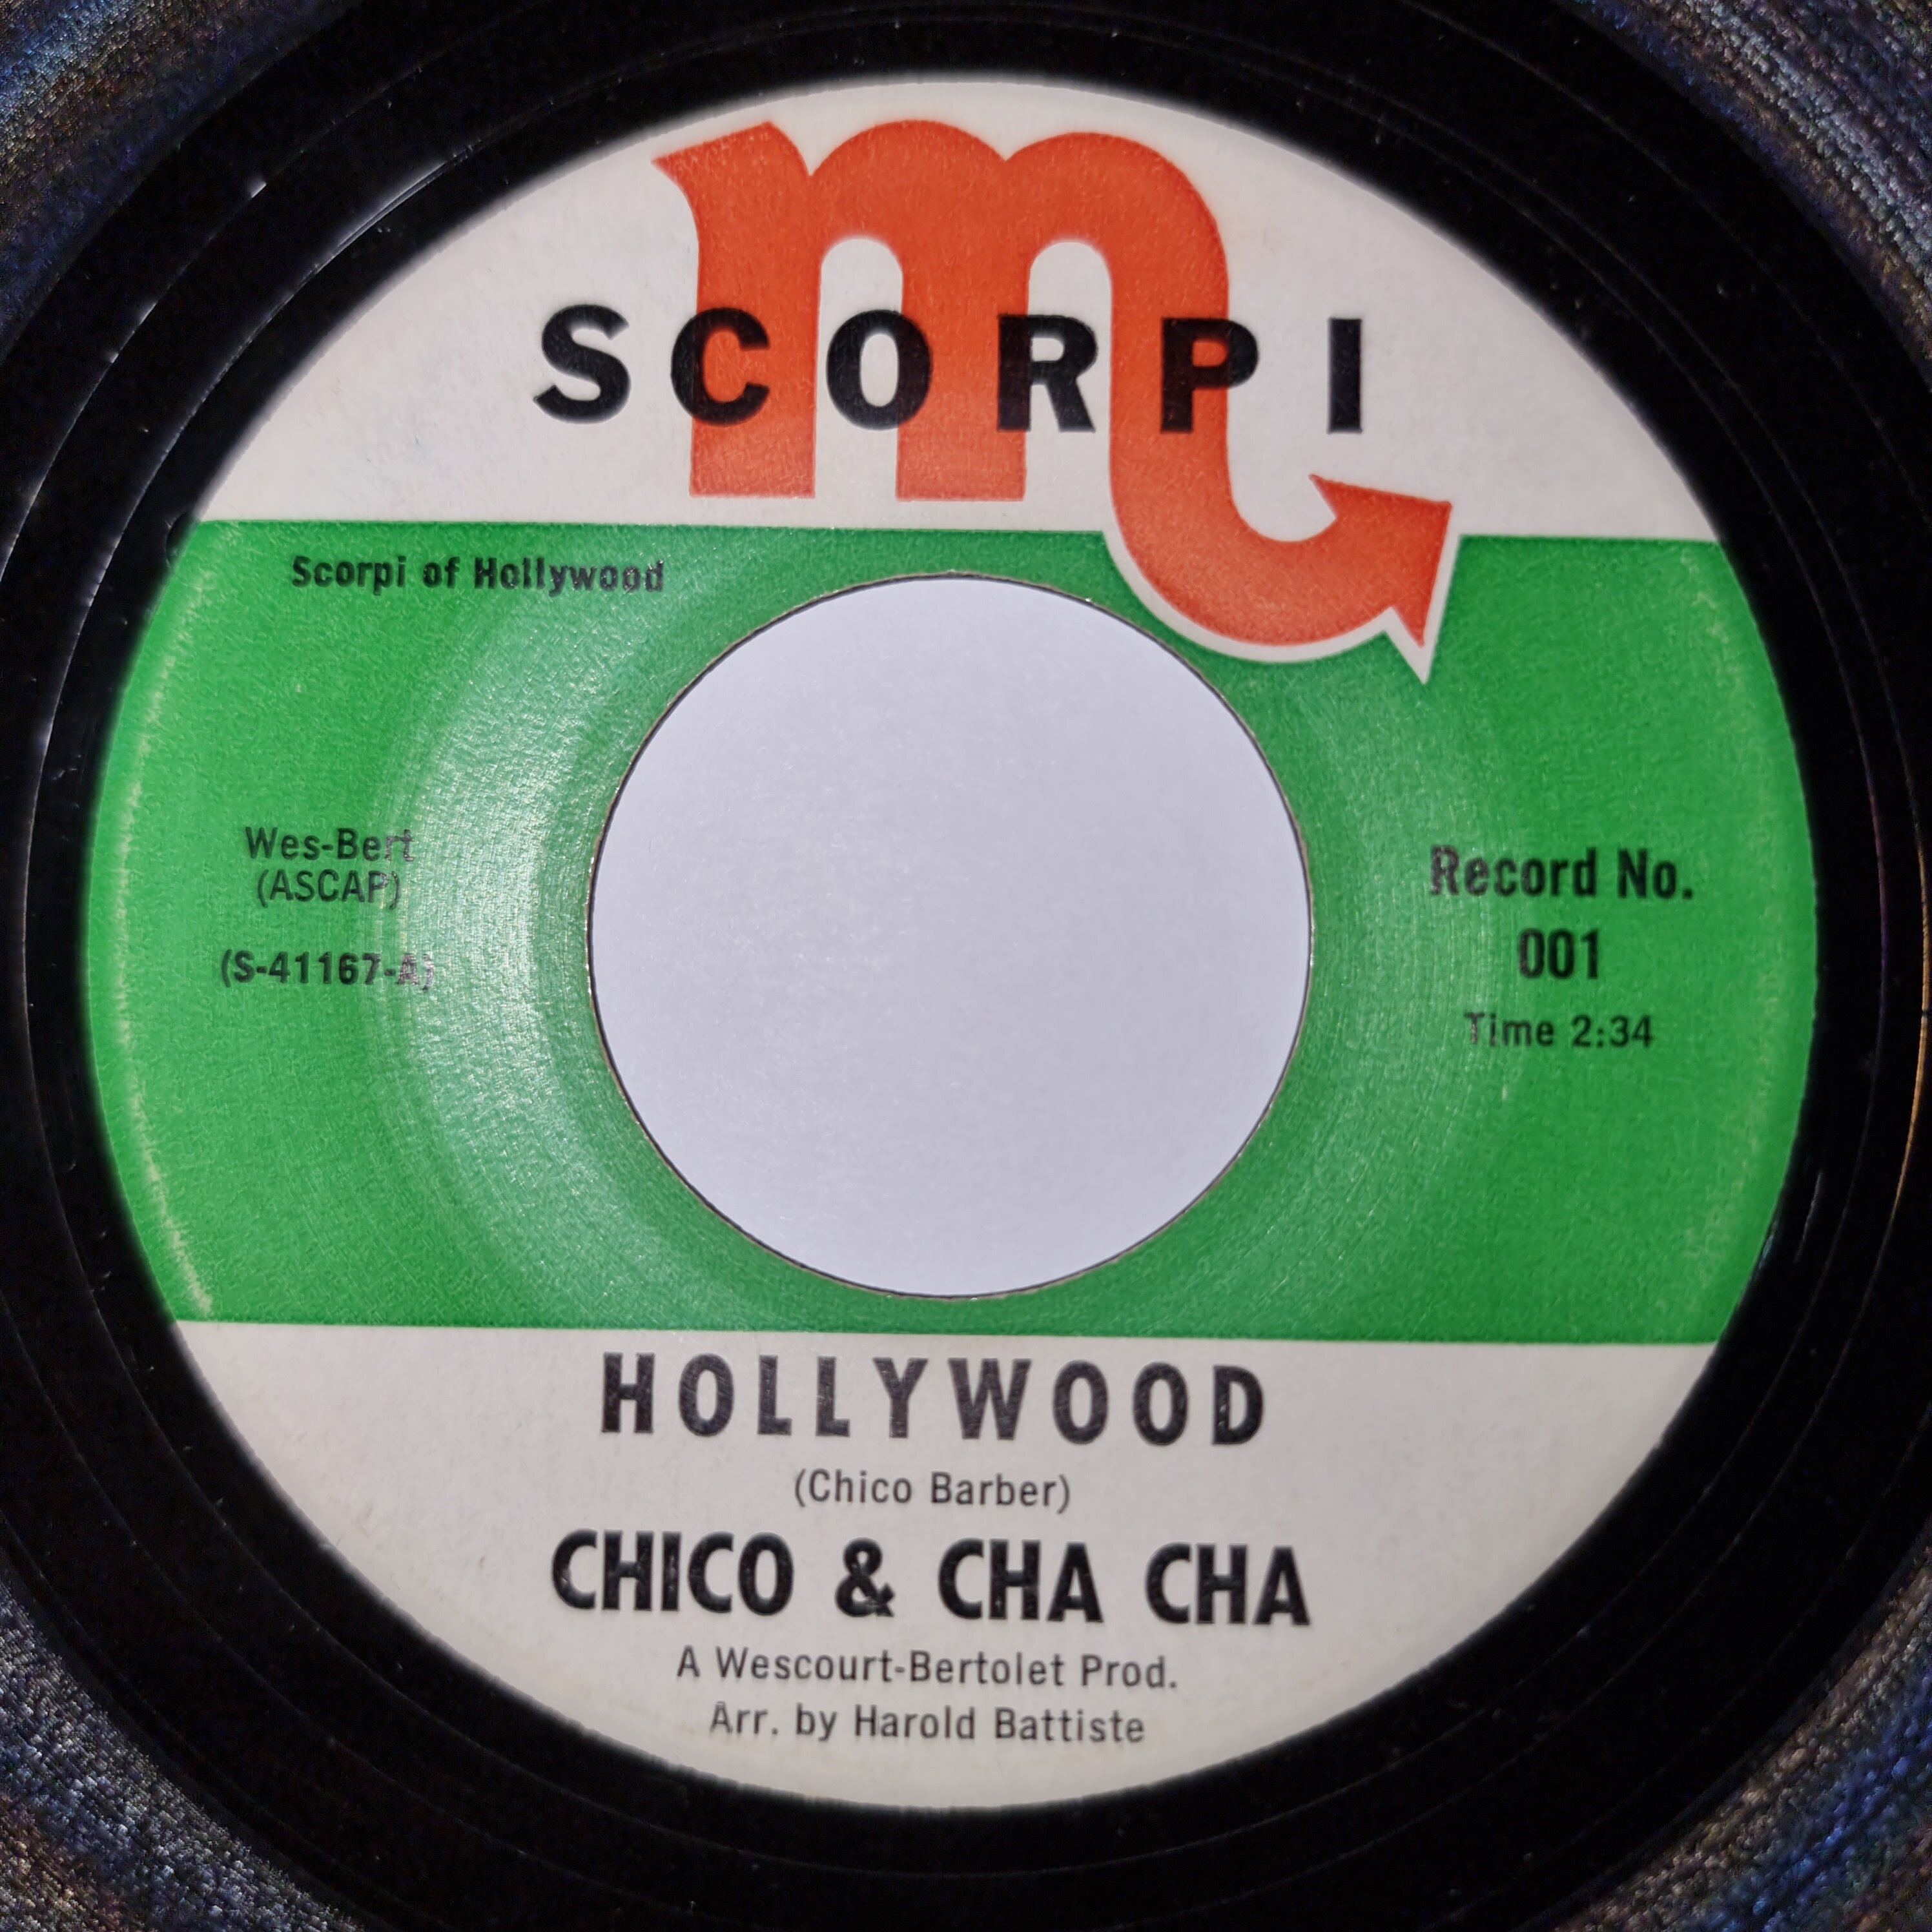 SCORPI
Scorpi of Hollywood
Wes-Bert
(ASCAP)
(S-41167-A)
Record No.
001
Time 2:34
HOLLYWOOD
(Chico Barber)
CHICO & CHA CHA
A Wescourt-Bertolet Prod.
Arr. by Harold Battiste